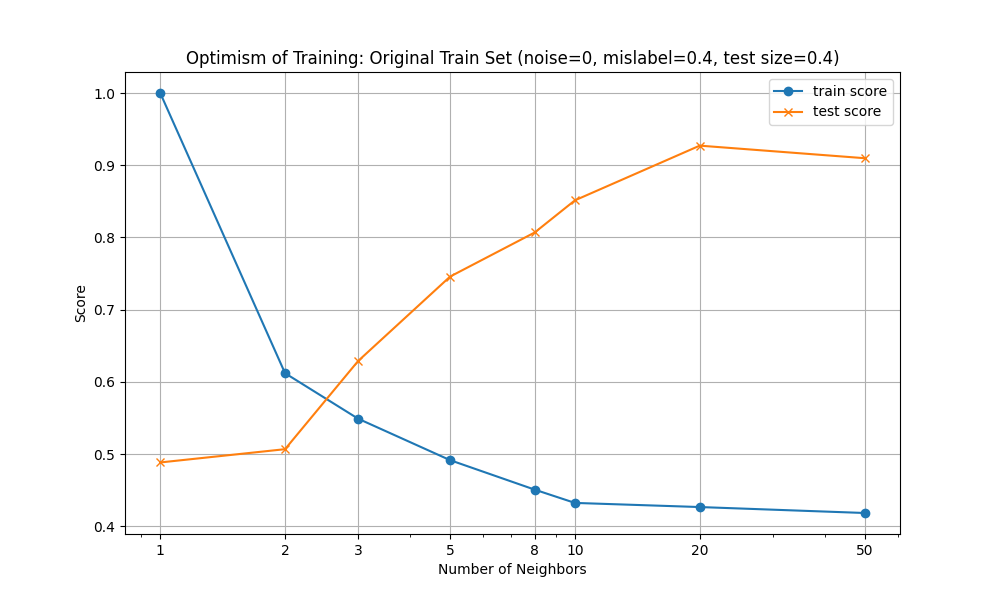 Optimism of Training: Original Train Set (noise=0, mislabel=0.4, test size=0.4)
train score
test score
1.0
0.9
0.8
0.7
0.6
0.5
0.4
Score
1 2 3 5 8 10 20 50
Number of Neighbors